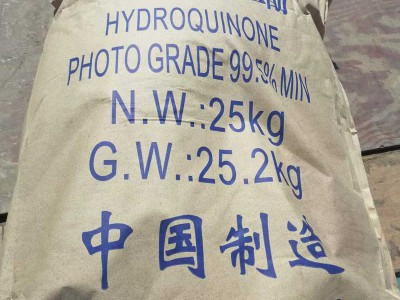 HYDROQUINONE
PHOTO GRADE 99.5% MIN
N.W.:25kg
G.W.:25.2kg
中国制造